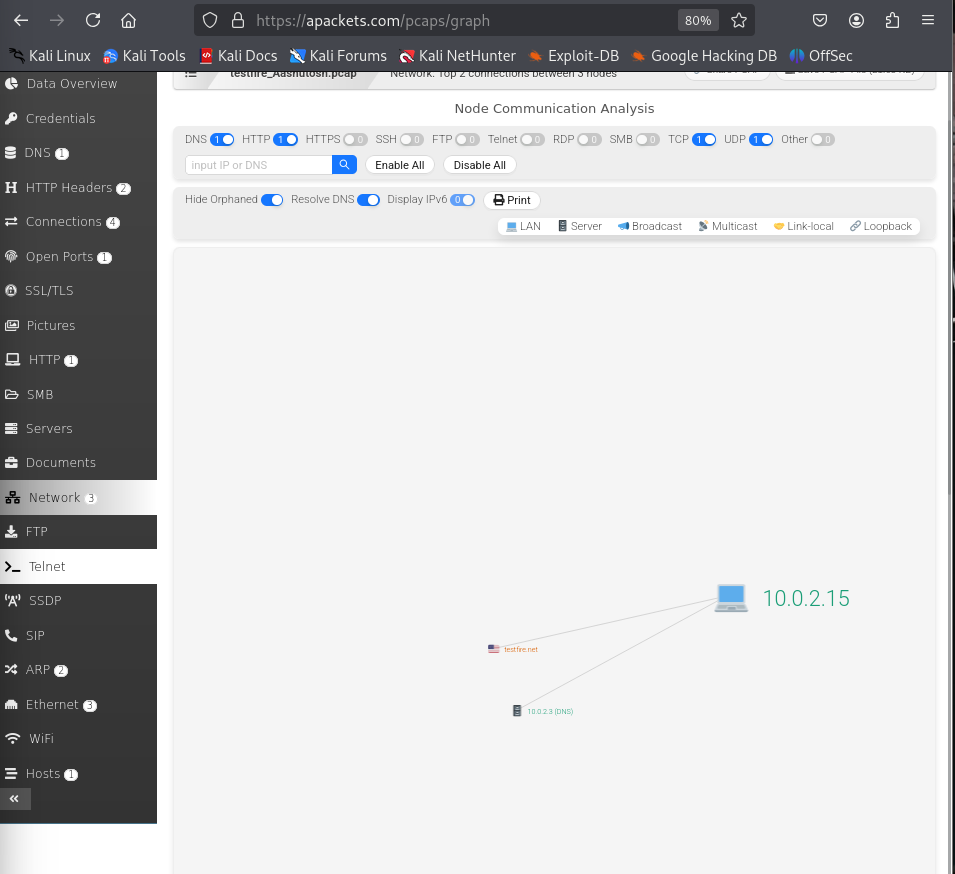 https://apackets.com/pcaps/graph 80%
Kali Linux Kali Tools Kali Docs Kali Forums Kali NetHunter Exploit-DB Google Hacking DB OffSec
testfire_Aashutosh.pcap Network: Top 2 connections between 3 nodes
Data Overview
Credentials
DNS 1
HTTP Headers 2
Connections 4
Open Ports 1
SSL/TLS
Pictures
HTTP 1
SMB
Servers
Documents
Network 3
FTP
Telnet
SSDP
SIP
ARP 2
Ethernet 3
WiFi
Hosts 1
Node Communication Analysis
DNS 1 HTTP 1 HTTPS 0 SSH 0 FTP 0 Telnet 0 RDP 0 SMB 0 TCP 1 UDP 1 Other 0
input IP or DNS Enable All Disable All
Hide Orphaned Resolve DNS Display IPv6 0 Print
LAN Server Broadcast Multicast Link-local Loopback
10.0.2.15
testfire.net
10.0.2.3 (DNS)